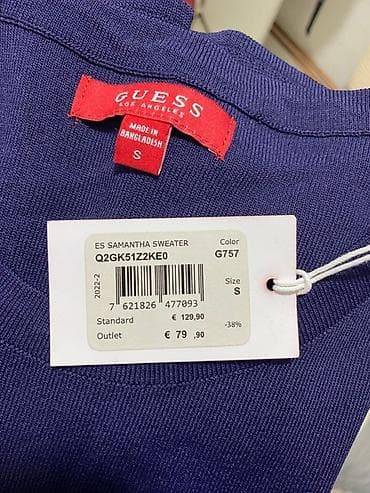 GUESS
LOS ANGELES
MADE IN
BANGLADESH
S
ES SAMANTHA SWEATER
Color
Q2GK51Z2KE0
G757
2022-2
Size
S
7 621826 477093
Standard € 129,90
-38%
Outlet € 79 ,90